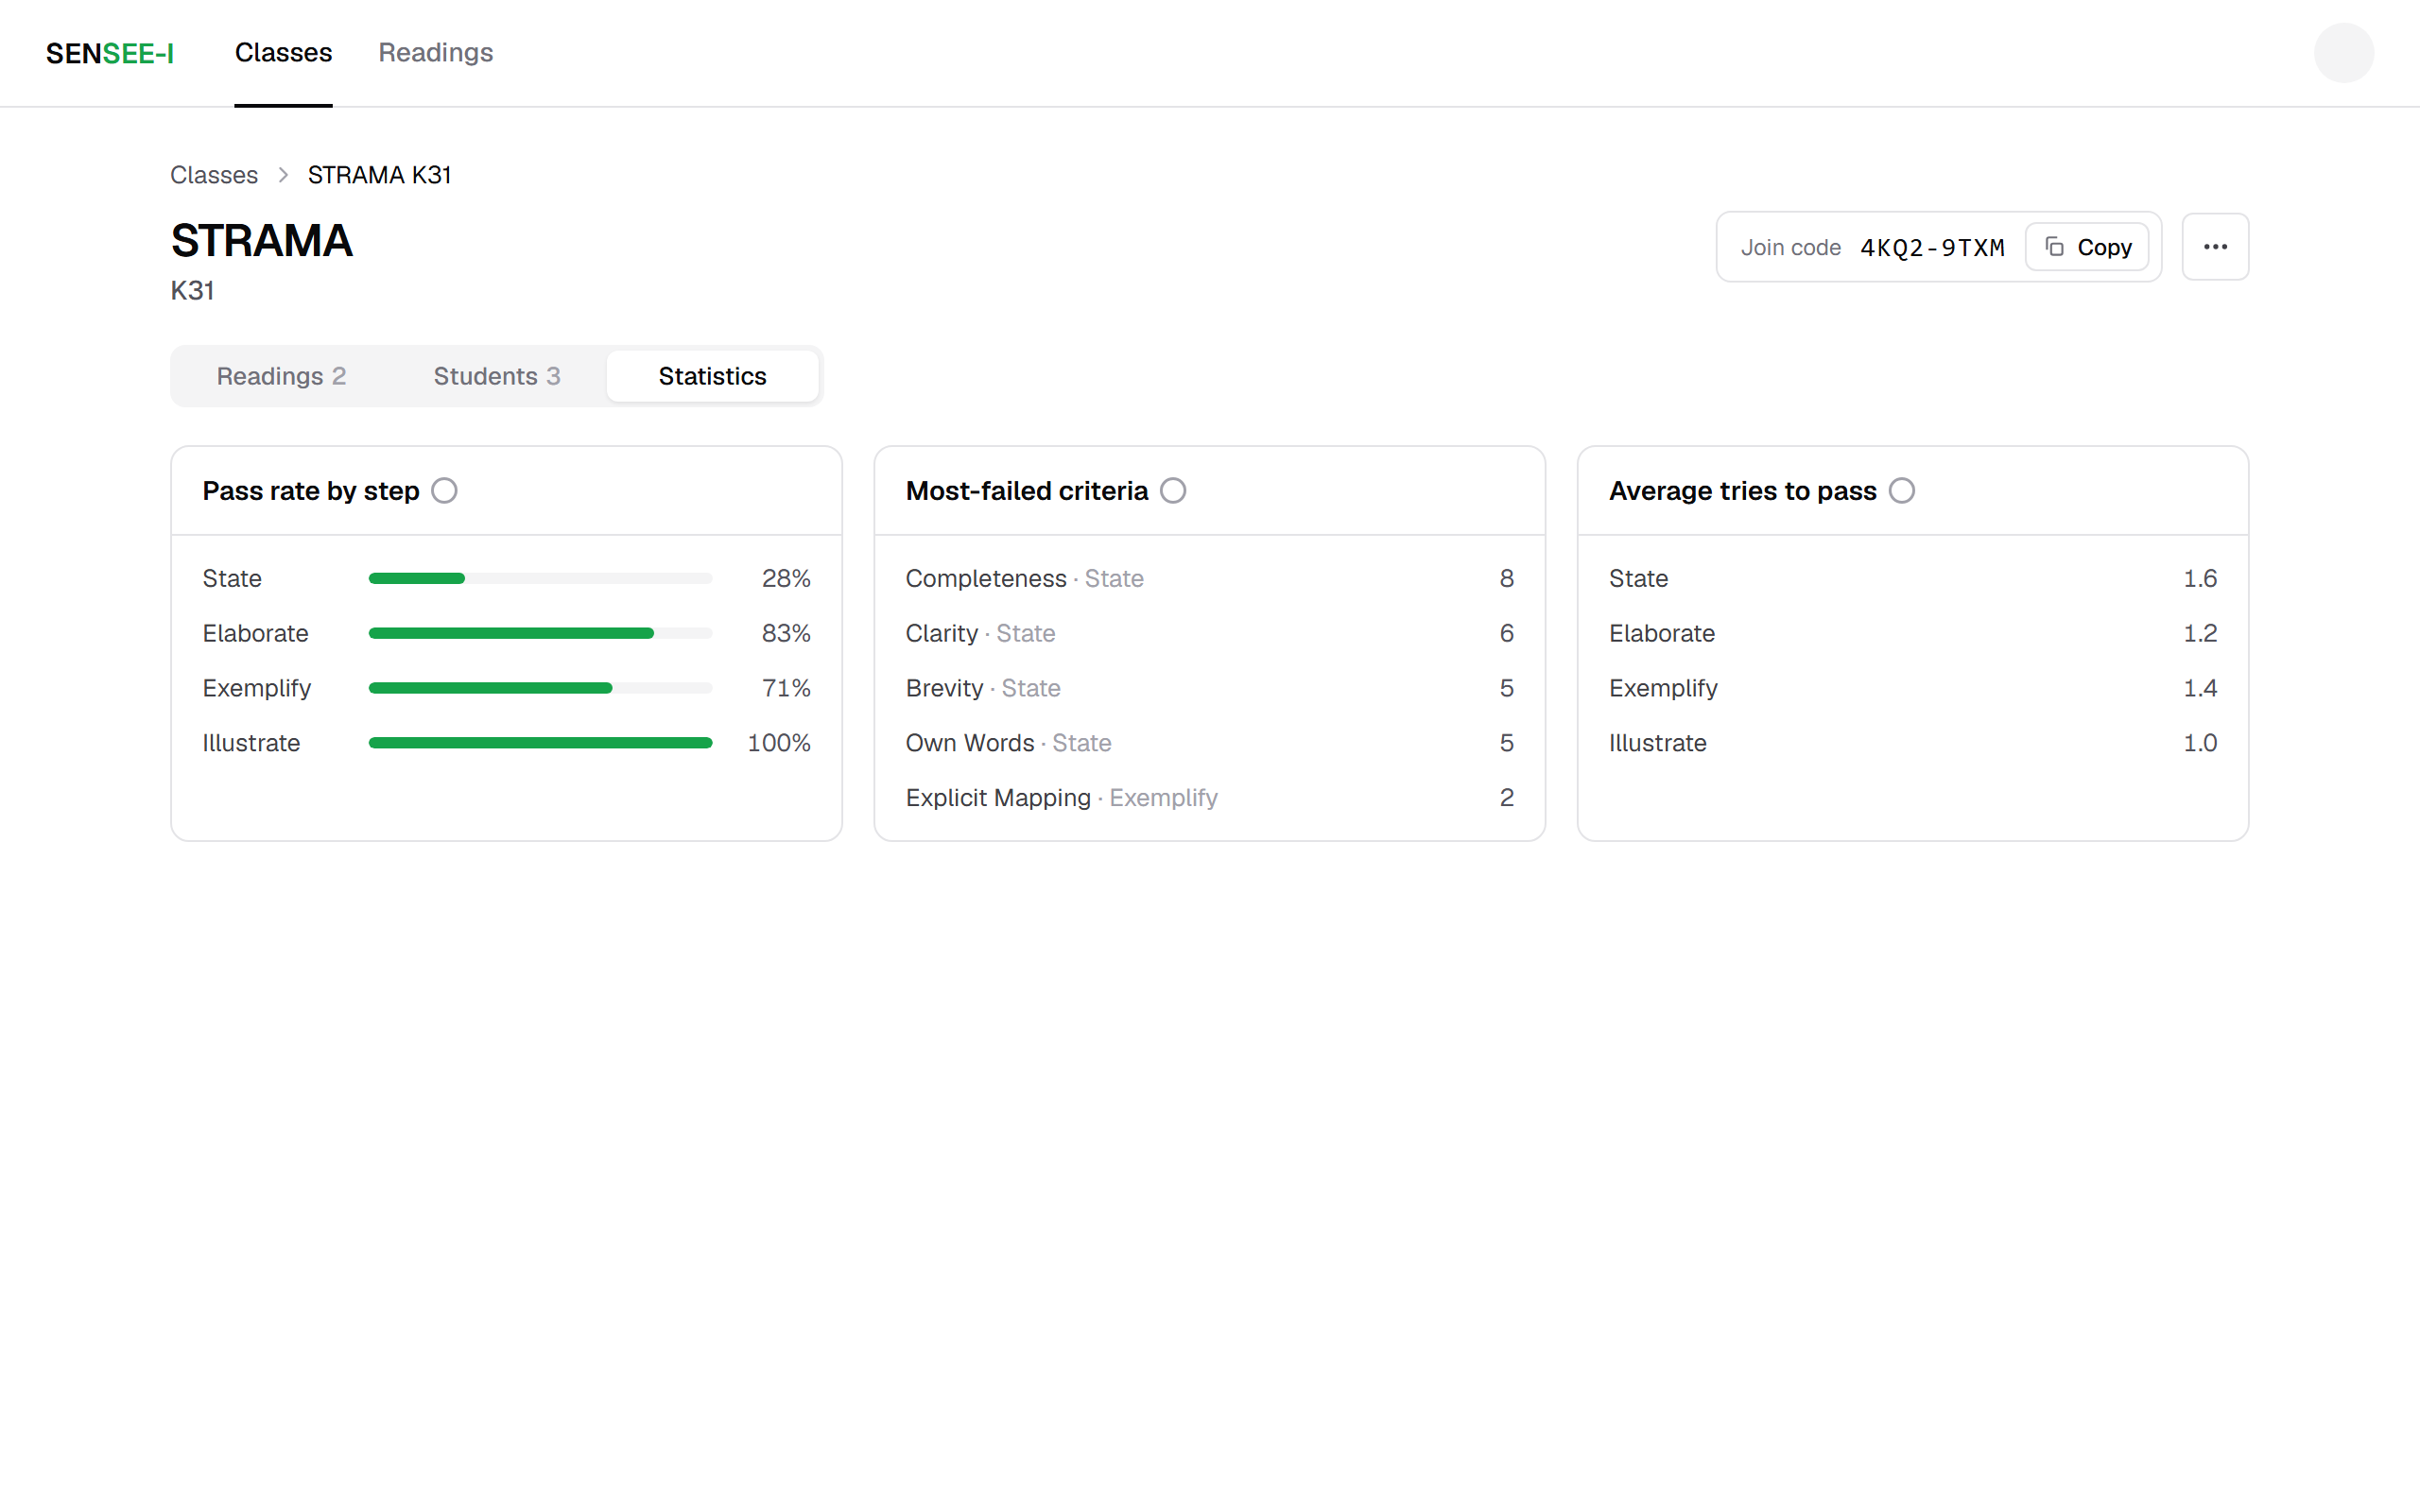 SENSEE-I Classes Readings
Classes STRAMA K31
STRAMA
K31
Join code 4KQ2-9TXM Copy
Readings 2 Students 3 Statistics
Pass rate by step
State 28%
Elaborate 83%
Exemplify 71%
Illustrate 100%
Most-failed criteria
Completeness · State 8
Clarity · State 6
Brevity · State 5
Own Words · State 5
Explicit Mapping · Exemplify 2
Average tries to pass
State 1.6
Elaborate 1.2
Exemplify 1.4
Illustrate 1.0